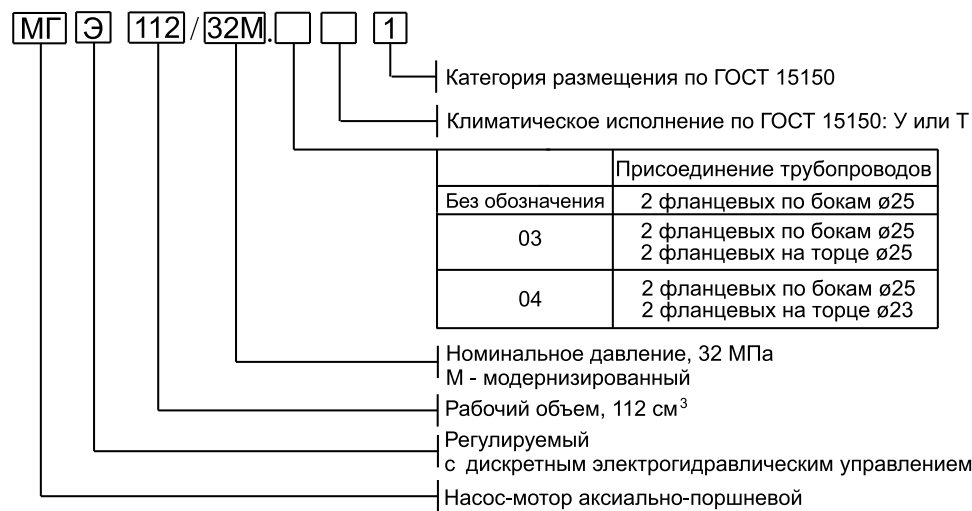 МГ Э 112 / 32М. 1
Категория размещения по ГОСТ 15150
Климатическое исполнение по ГОСТ 15150: У или Т
Присоединение трубопроводов
Без обозначения 2 фланцевых по бокам ø25
03 2 фланцевых по бокам ø25
2 фланцевых на торце ø25
04 2 фланцевых по бокам ø25
2 фланцевых на торце ø23
Номинальное давление, 32 МПа
М - модернизированный
Рабочий объем, 112 см³
Регулируемый
с дискретным электрогидравлическим управлением
Насос-мотор аксиально-поршневой